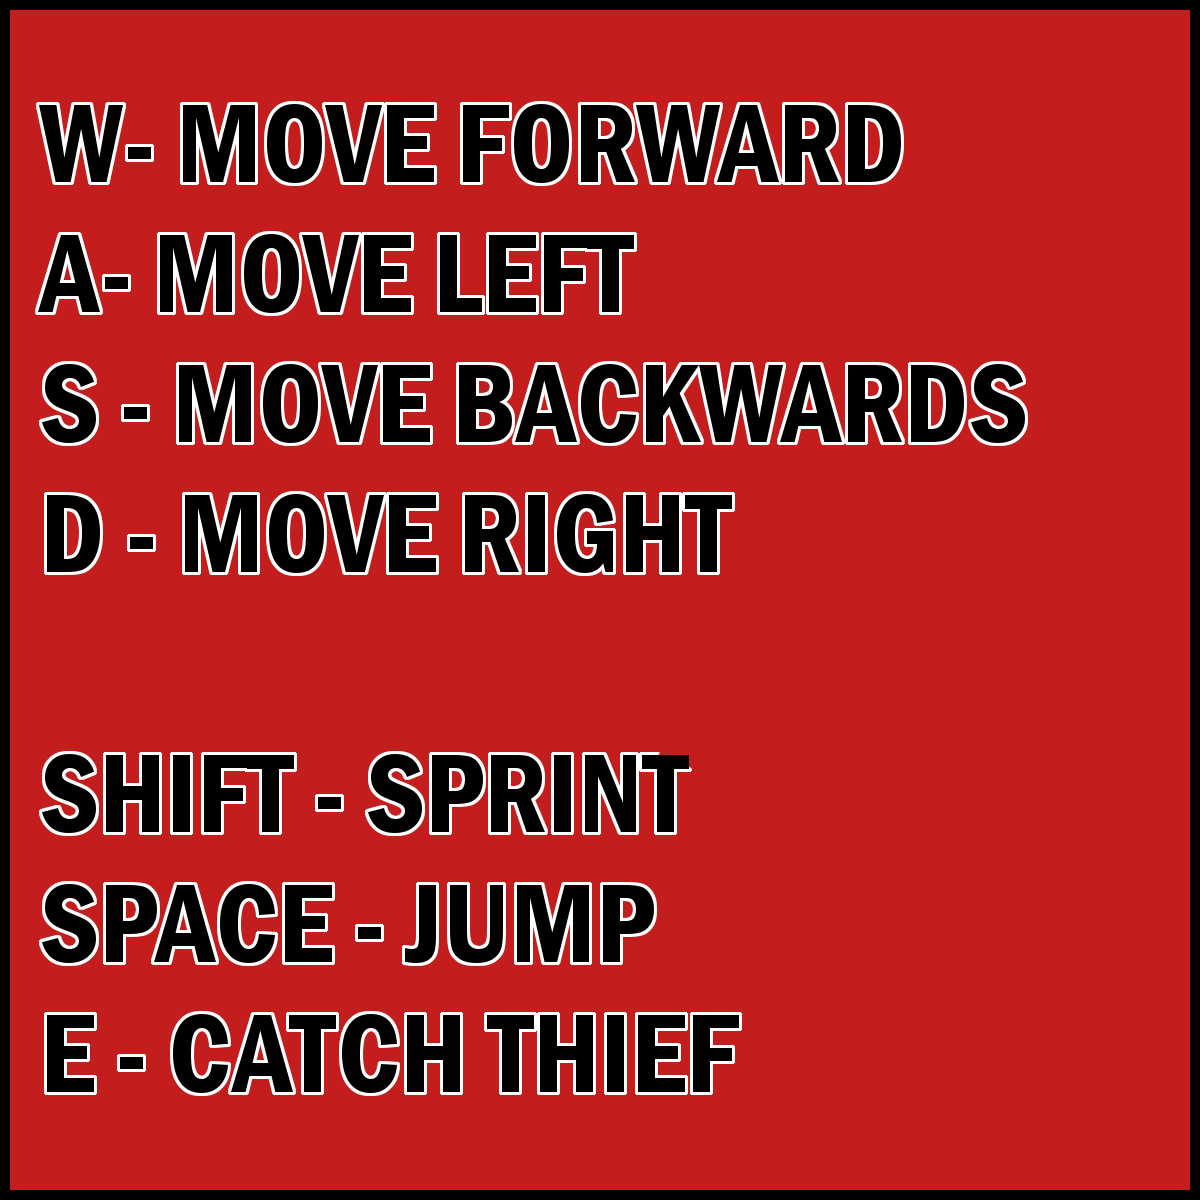 W- MOVE FORWARD
A- MOVE LEFT
S - MOVE BACKWARDS
D - MOVE RIGHT
SHIFT - SPRINT
SPACE - JUMP
E - CATCH THIEF